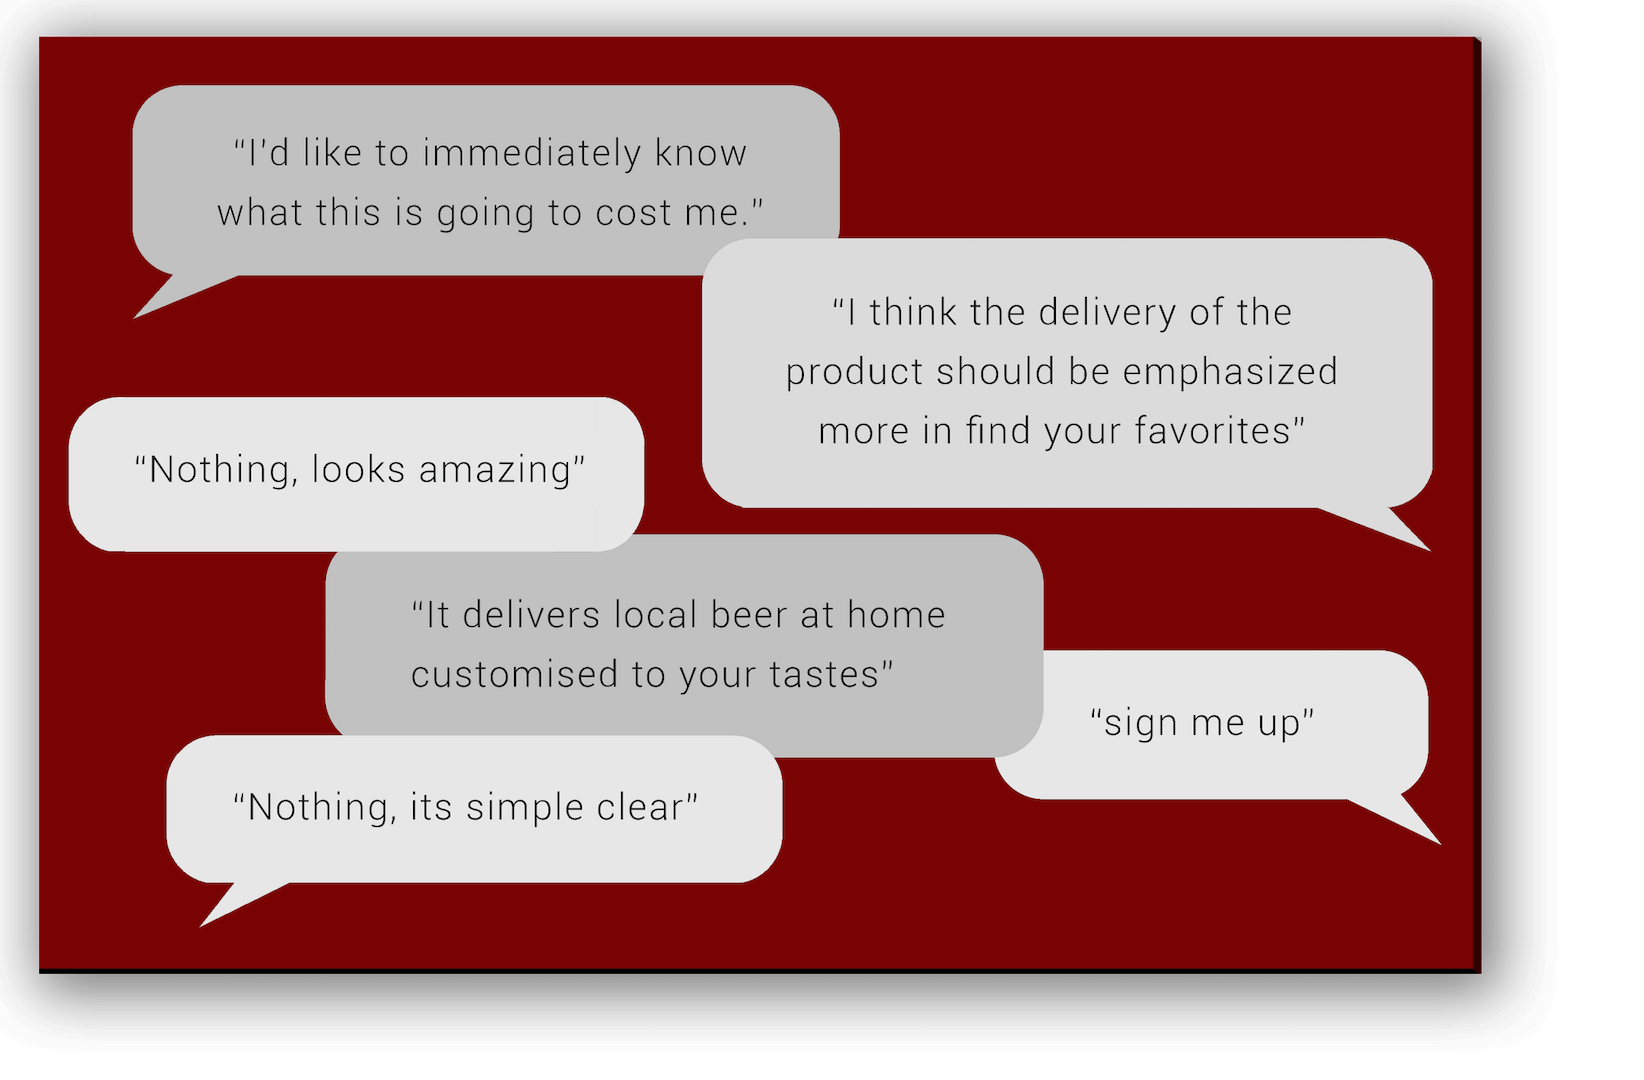 “I'd like to immediately know
what this is going to cost me.”
“I think the delivery of the
product should be emphasized
more in find your favorites”
“Nothing, looks amazing”
“It delivers local beer at home
customised to your tastes”
“sign me up”
“Nothing, its simple clear”